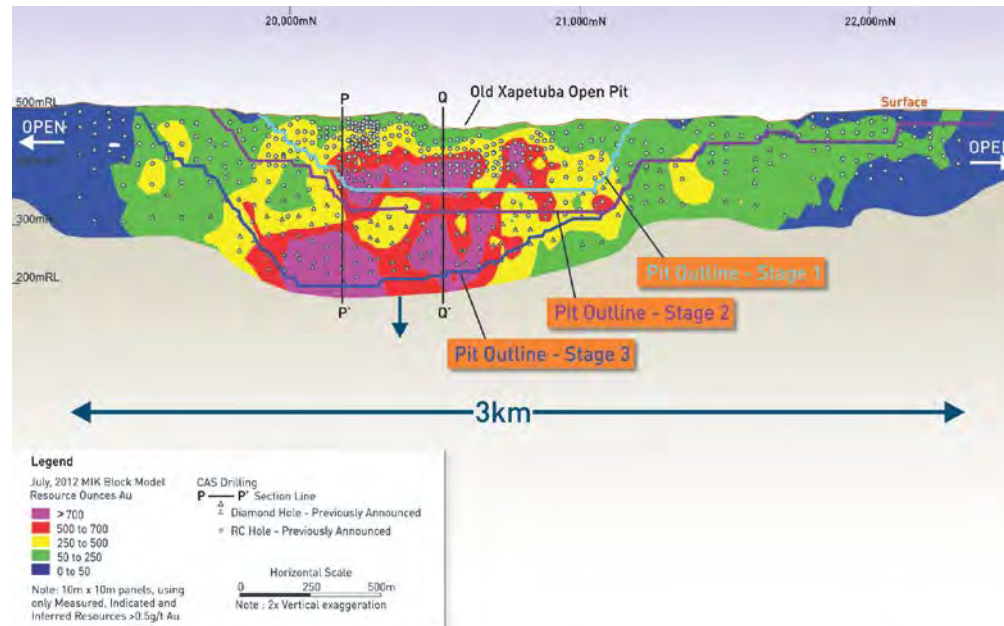 20,000mN
21,000mN
22,000mN
500mRL
P
Q
Old Xapetuba Open Pit
Surface
OPEN
OPEN
300mRL
200mRL
Pit Outline - Stage 1
P'
Q'
Pit Outline - Stage 2
Pit Outline - Stage 3
3km
Legend
July, 2012 MIK Block Model
Resource Ounces Au
> 700
500 to 700
250 to 500
50 to 250
0 to 50
Note: 10m x 10m panels, using
only Measured, Indicated and
Inferred Resources >0.5g/t Au
CAS Drilling
P P' Section Line
Diamond Hole - Previously Announced
RC Hole - Previously Announced
Horizontal Scale
0 250 500m
Note : 2x Vertical exaggeration